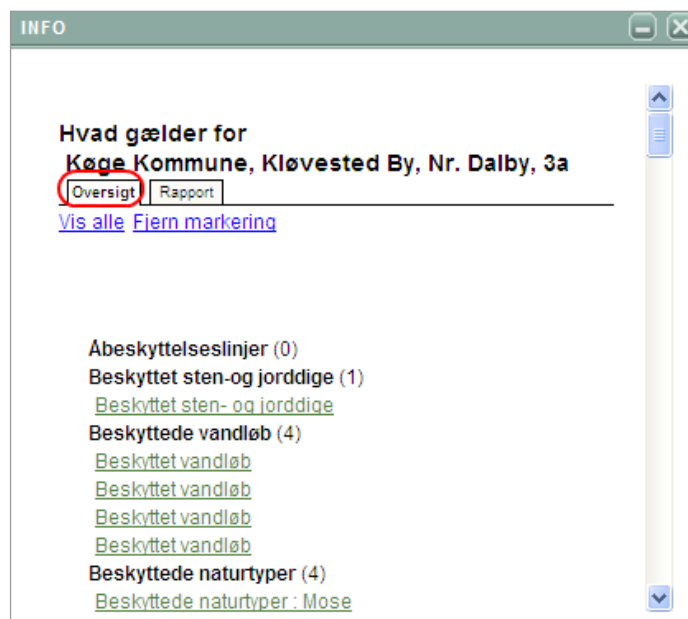 INFO
Hvad gælder for
Køge Kommune, Kløvested By, Nr. Dalby, 3a
Oversigt Rapport
Vis alle Fjern markering
Åbeskyttelseslinjer (0)
Beskyttet sten-og jorddige (1)
Beskyttet sten- og jorddige
Beskyttede vandløb (4)
Beskyttet vandløb
Beskyttet vandløb
Beskyttet vandløb
Beskyttet vandløb
Beskyttede naturtyper (4)
Beskyttede naturtyper : Mose